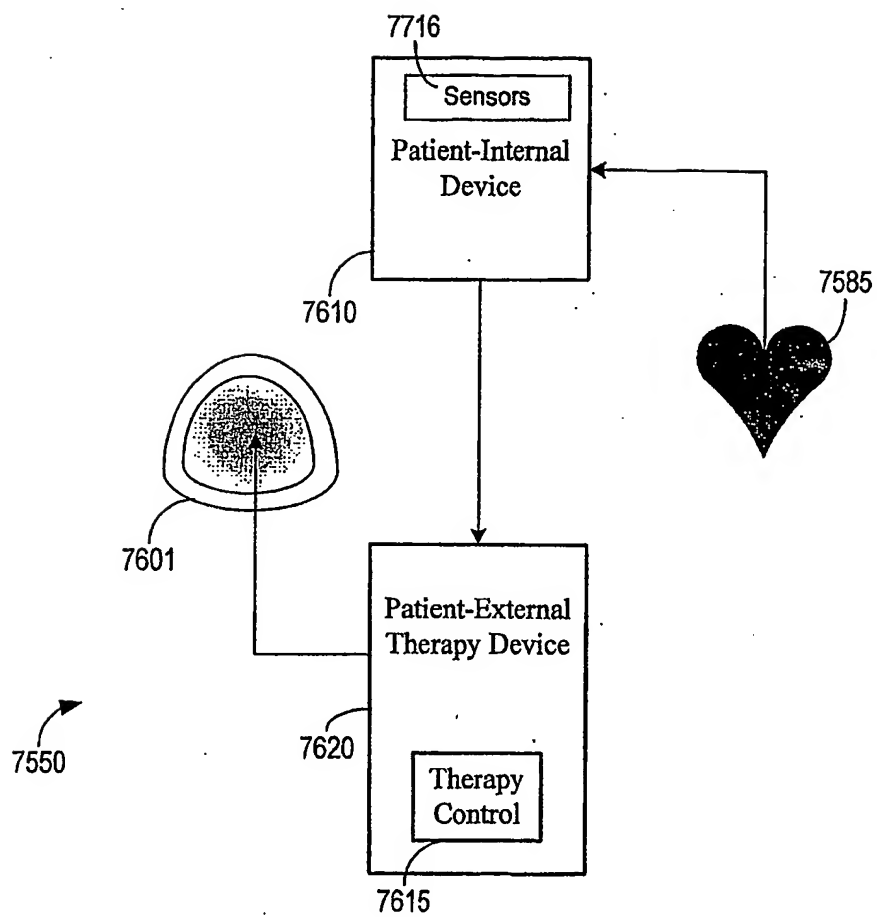 7716
Sensors
Patient-Internal
Device
7610
7585
7601
Patient-External
Therapy Device
7550
7620
Therapy
Control
7615